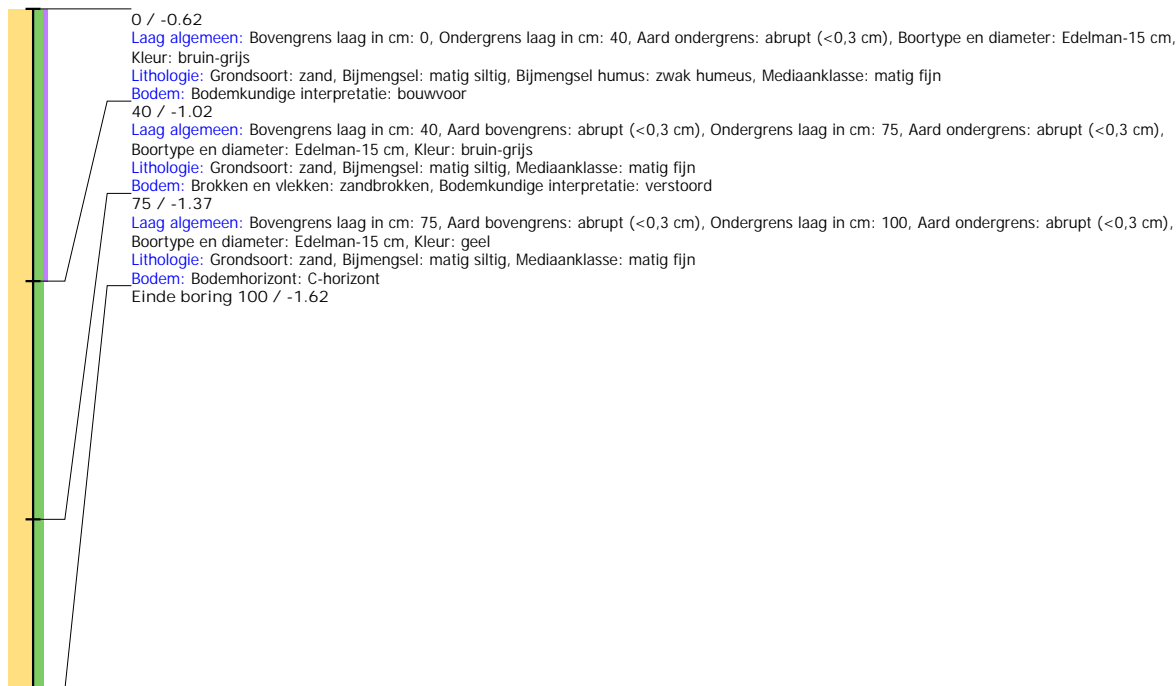 0 / -0.62
Laag algemeen: Bovengrens laag in cm: 0, Ondergrens laag in cm: 40, Aard ondergrens: abrupt (<0,3 cm), Boortype en diameter: Edelman-15 cm,
Kleur: bruin-grijs
Lithologie: Grondsoort: zand, Bijmengsel: matig siltig, Bijmengsel humus: zwak humeus, Mediaanklasse: matig fijn
Bodem: Bodemkundige interpretatie: bouwvoor
40 / -1.02
Laag algemeen: Bovengrens laag in cm: 40, Aard bovengrens: abrupt (<0,3 cm), Ondergrens laag in cm: 75, Aard ondergrens: abrupt (<0,3 cm),
Boortype en diameter: Edelman-15 cm, Kleur: bruin-grijs
Lithologie: Grondsoort: zand, Bijmengsel: matig siltig, Mediaanklasse: matig fijn
Bodem: Brokken en vlekken: zandbrokken, Bodemkundige interpretatie: verstoord
75 / -1.37
Laag algemeen: Bovengrens laag in cm: 75, Aard bovengrens: abrupt (<0,3 cm), Ondergrens laag in cm: 100, Aard ondergrens: abrupt (<0,3 cm),
Boortype en diameter: Edelman-15 cm, Kleur: geel
Lithologie: Grondsoort: zand, Bijmengsel: matig siltig, Mediaanklasse: matig fijn
Bodem: Bodemhorizont: C-horizont
Einde boring 100 / -1.62